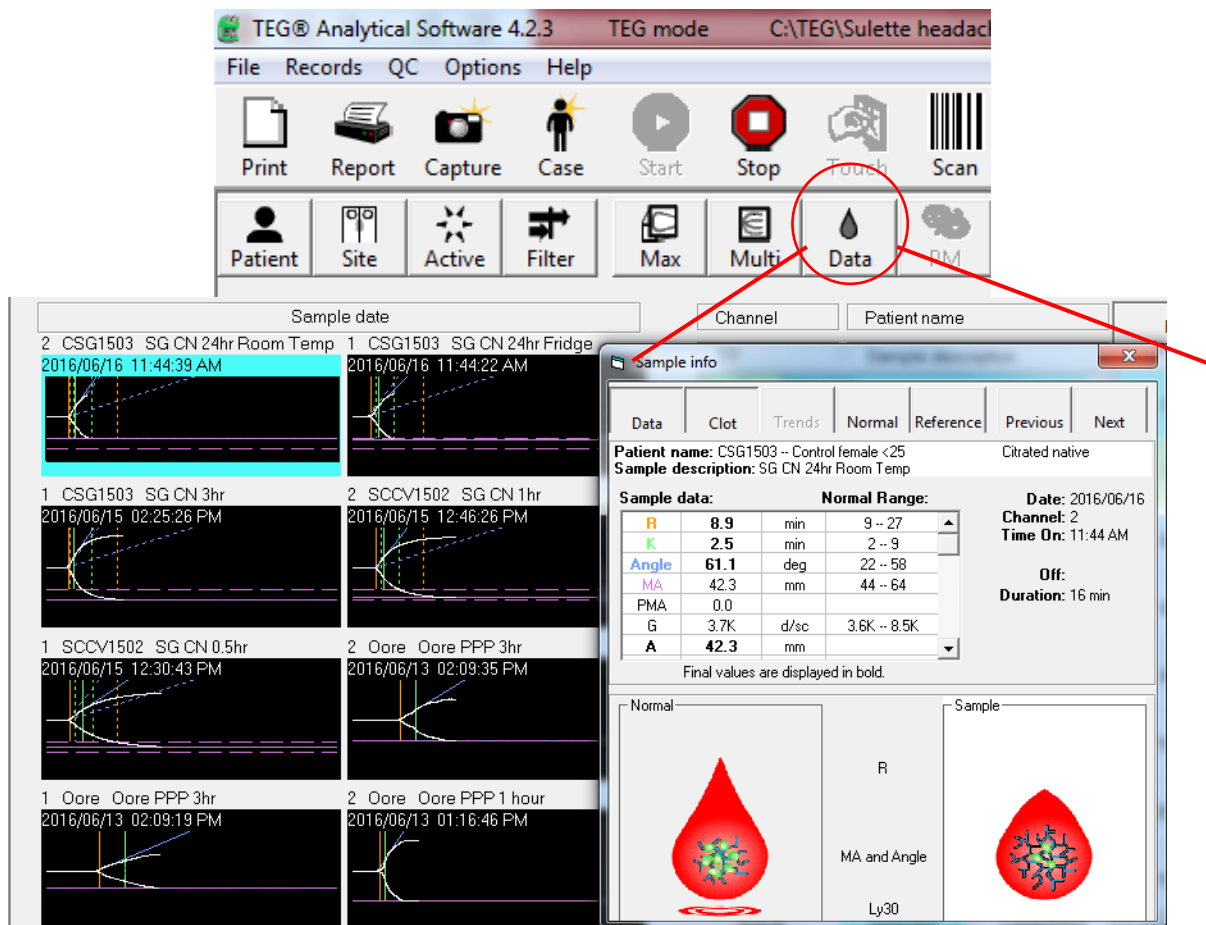 TEG® Analytical Software 4.2.3 TEG mode C:\TEG\Sulette headach
File Records QC Options Help
Print Report Capture Case Start Stop Touch Scan
Patient Site Active Filter Max Multi Data PM
Sample date Channel Patient name
2 CSG1503 SG CN 24hr Room Temp 1 CSG1503 SG CN 24hr Fridge
2016/06/16 11:44:39 AM 2016/06/16 11:44:22 AM
Sample description
Sample info
Data Clot Trends Normal Reference Previous Next
Patient name: CSG1503 -- Control female <25 Citrated native
Sample description: SG CN 24hr Room Temp
1 CSG1503 SG CN 3hr 2 SCCV1502 SG CN 1hr
2016/06/15 02:25:26 PM 2016/06/15 12:46:26 PM
Sample data: Normal Range: Date: 2016/06/16
R 8.9 min 9 -- 27 Channel: 2
K 2.5 min 2 -- 9 Time On: 11:44 AM
Angle 61.1 deg 22 -- 58
MA 42.3 mm 44 -- 64 Off:
PMA 0.0 Duration: 16 min
G 3.7K d/sc 3.6K -- 8.5K
A 42.3 mm
Final values are displayed in bold.
1 SCCV1502 SG CN 0.5hr 2 Oore Oore PPP 3hr
2016/06/15 12:30:43 PM 2016/06/13 02:09:35 PM
Normal Sample
R
1 Oore Oore PPP 3hr 2 Oore Oore PPP 1 hour
2016/06/13 02:09:19 PM 2016/06/13 01:16:46 PM
MA and Angle
Ly30